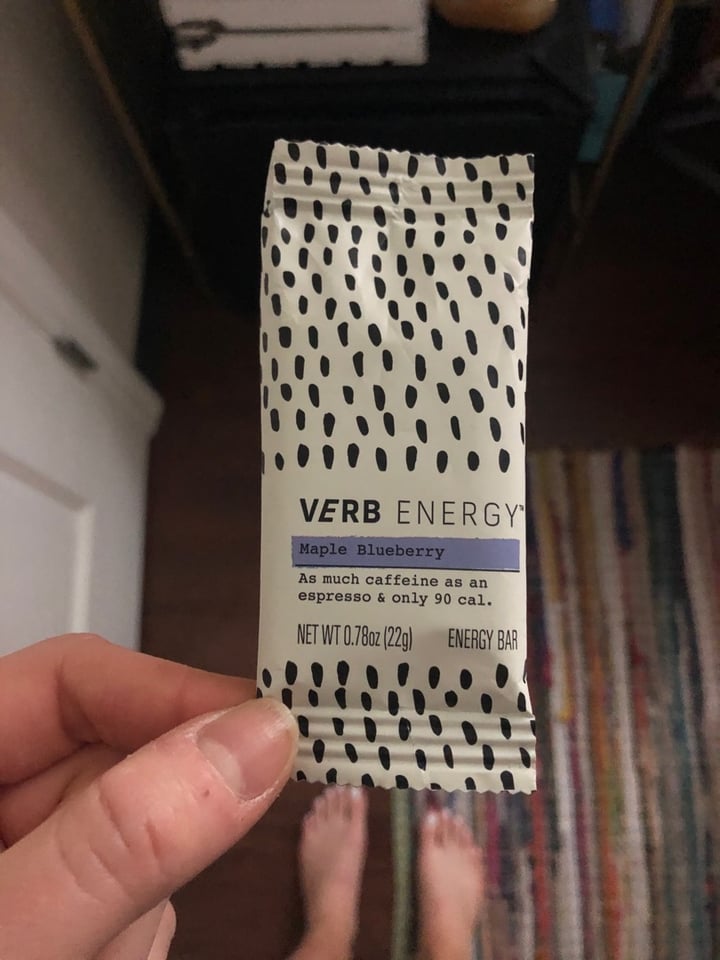 VERB ENERGY™
Maple Blueberry
As much caffeine as an
espresso & only 90 cal.
NET WT 0.78oz (22g) ENERGY BAR